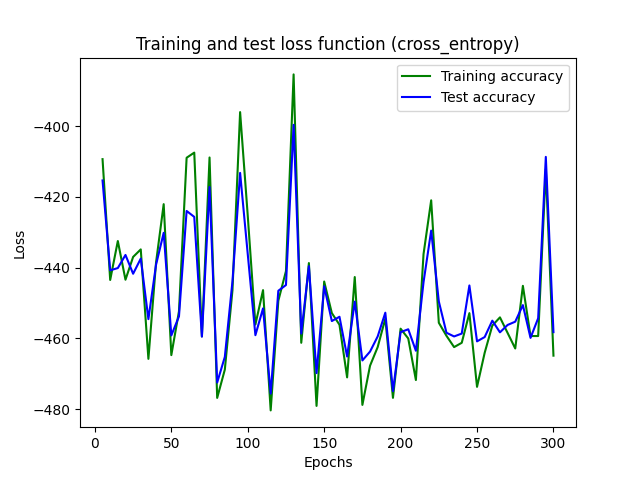 Training and test loss function (cross_entropy)
Training accuracy
Test accuracy
Loss
−400
−420
−440
−460
−480
0 50 100 150 200 250 300
Epochs